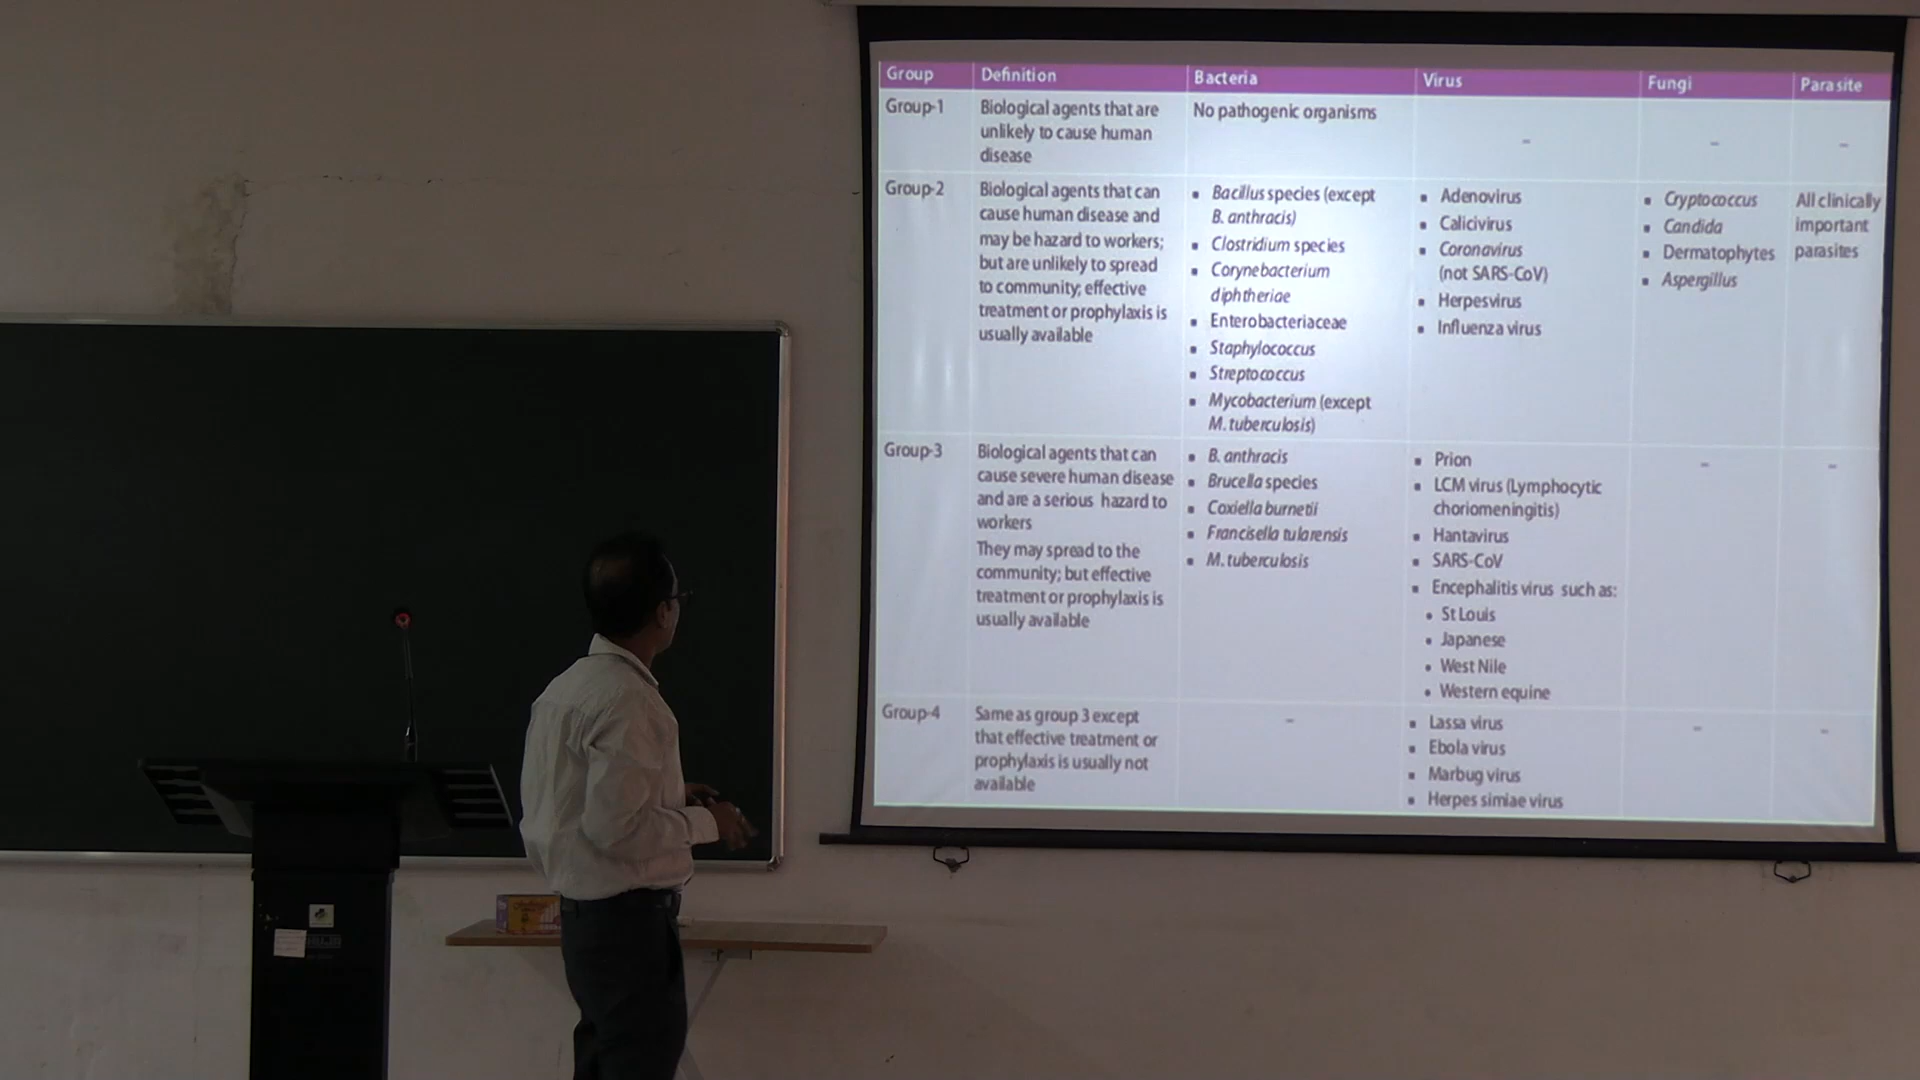 Group Definition Bacteria Virus Fungi Parasite
Group-1
Biological agents that are
unlikely to cause human
disease
No pathogenic organisms
-
-
-
Group-2
Biological agents that can
cause human disease and
may be hazard to workers;
but are unlikely to spread
to community; effective
treatment or prophylaxis is
usually available
▪ Bacillus species (except
B. anthracis)
▪ Clostridium species
▪ Corynebacterium
diphtheriae
▪ Enterobacteriaceae
▪ Staphylococcus
▪ Streptococcus
▪ Mycobacterium (except
M. tuberculosis)
▪ Adenovirus
▪ Calicivirus
▪ Coronavirus
(not SARS-CoV)
▪ Herpesvirus
▪ Influenza virus
▪ Cryptococcus
▪ Candida
▪ Dermatophytes
▪ Aspergillus
All clinically
important
parasites
Group-3
Biological agents that can
cause severe human disease
and are a serious hazard to
workers
They may spread to the
community; but effective
treatment or prophylaxis is
usually available
▪ B. anthracis
▪ Brucella species
▪ Coxiella burnetii
▪ Francisella tularensis
▪ M. tuberculosis
▪ Prion
▪ LCM virus (Lymphocytic
choriomeningitis)
▪ Hantavirus
▪ SARS-CoV
▪ Encephalitis virus such as:
• St Louis
• Japanese
• West Nile
• Western equine
-
-
Group-4
Same as group 3 except
that effective treatment or
prophylaxis is usually not
available
-
▪ Lassa virus
▪ Ebola virus
▪ Marbug virus
▪ Herpes simiae virus
-
-